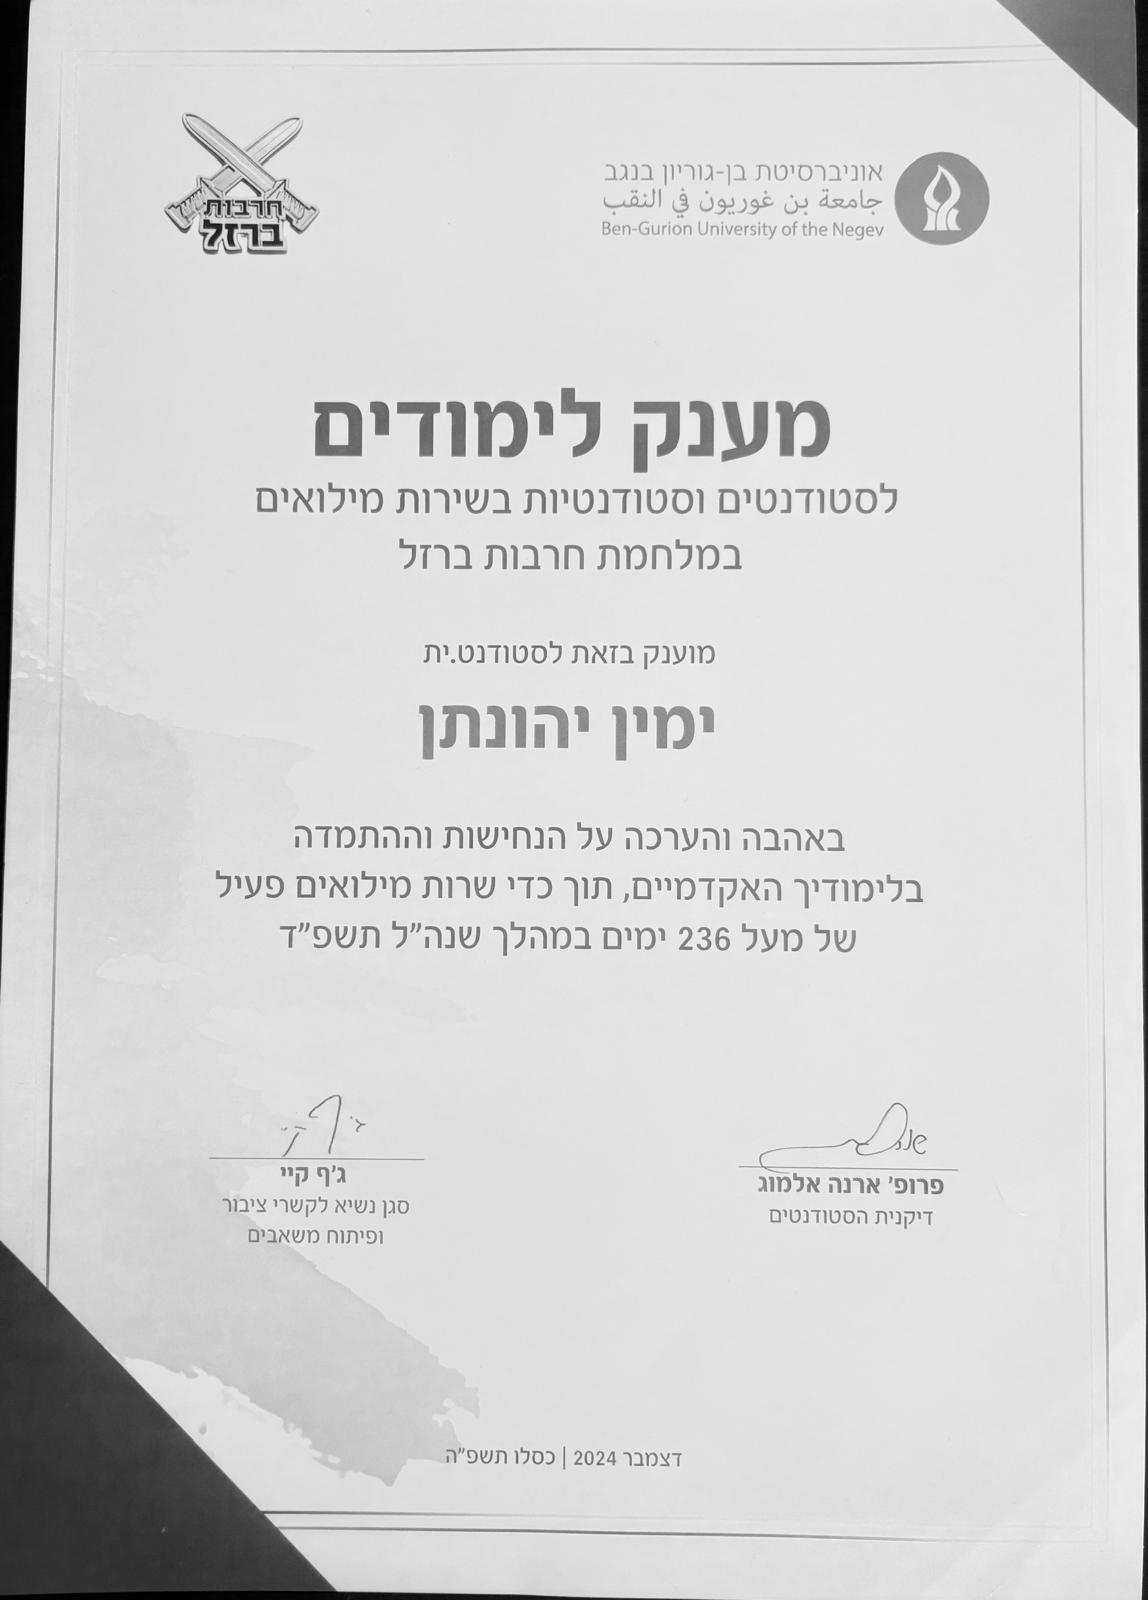 חרבות
ברזל
אוניברסיטת בן-גוריון בנגב
جامعة بن غوريون في النقب
Ben-Gurion University of the Negev
מענק לימודים
לסטודנטים וסטודנטיות בשירות מילואים
במלחמת חרבות ברזל
מוענק בזאת לסטודנט.ית
ימין יהונתן
באהבה והערכה על הנחישות וההתמדה
בלימודיך האקדמיים, תוך כדי שרות מילואים פעיל
של מעל 236 ימים במהלך שנה"ל תשפ"ד
פרופ' ארנה אלמוג
דיקנית הסטודנטים
ג'ף קיי
סגן נשיא לקשרי ציבור
ופיתוח משאבים
דצמבר 2024 | כסלו תשפ"ה